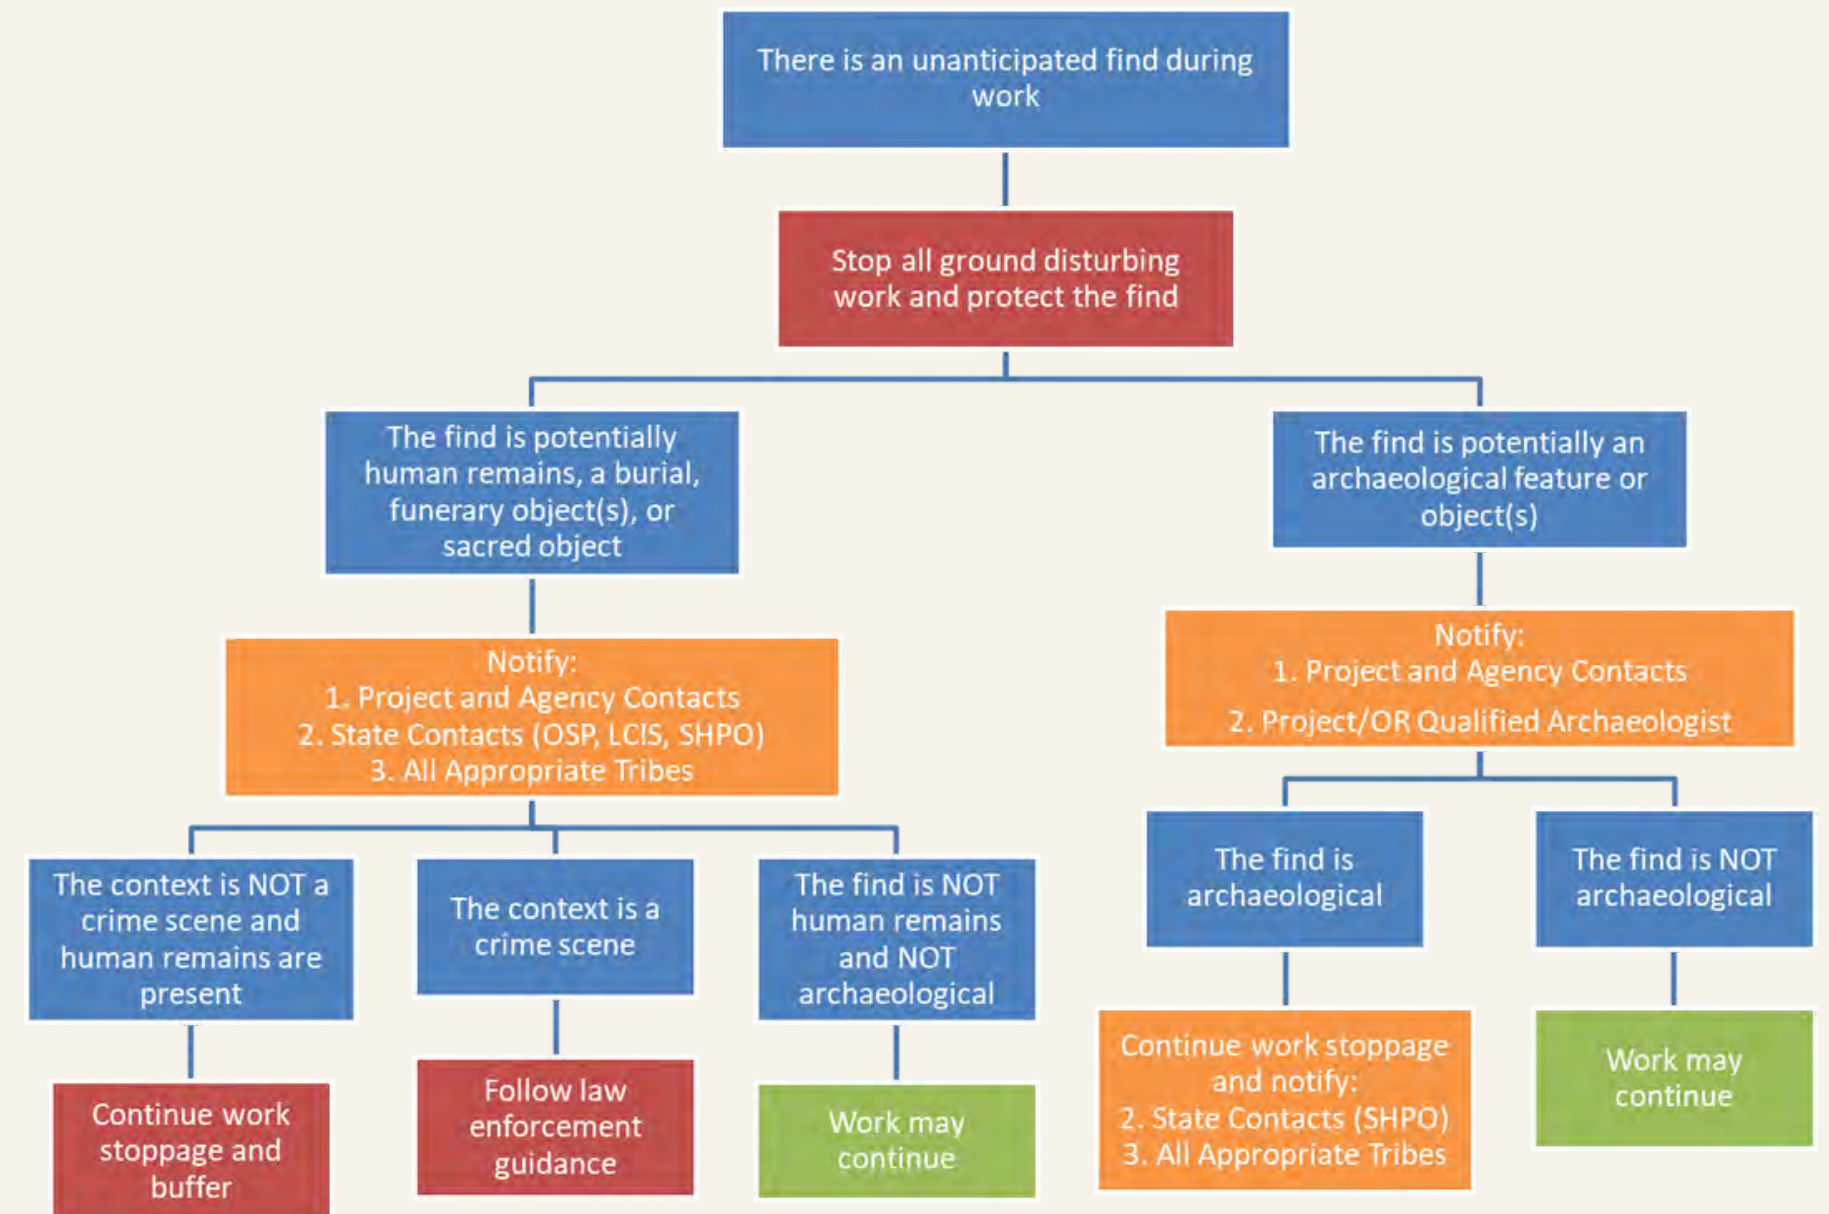 There is an unanticipated find during
work
Stop all ground disturbing
work and protect the find
The find is potentially
human remains, a burial,
funerary object(s), or
sacred object
The find is potentially an
archaeological feature or
object(s)
Notify:
1. Project and Agency Contacts
2. State Contacts (OSP, LCIS, SHPO)
3. All Appropriate Tribes
Notify:
1. Project and Agency Contacts
2. Project/OR Qualified Archaeologist
The context is NOT a
crime scene and
human remains are
present
The context is a
crime scene
The find is NOT
human remains
and NOT
archaeological
The find is
archaeological
The find is NOT
archaeological
Continue work
stoppage and
buffer
Follow law
enforcement
guidance
Work may
continue
Continue work stoppage
and notify:
2. State Contacts (SHPO)
3. All Appropriate Tribes
Work may
continue